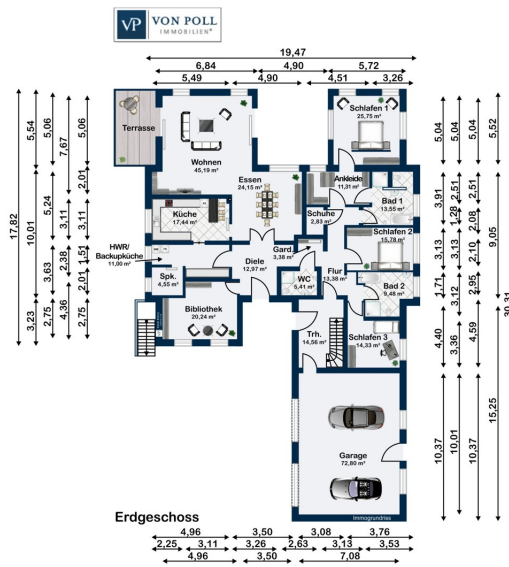 VP VON POLL
IMMOBILIEN®
19,47
6,84 4,90 5,72
5,49 4,90 4,51 3,26
Terrasse
Wohnen
45,19 m²
Essen
24,15 m²
Küche
17,44 m²
HWR/
Backupküche
11,00 m²
Spk.
4,55 m²
Bibliothek
20,24 m²
Diele
12,97 m²
Gard.
3,38 m²
WC
5,41 m²
Flur
13,38 m²
Schuhe
2,83 m²
Ankleide
11,31 m²
Schlafen 1
25,75 m²
Bad 1
13,55 m²
Schlafen 2
15,78 m²
Bad 2
9,48 m²
Schlafen 3
14,33 m²
Trh.
14,56 m²
Garage
72,80 m²
Immogrundriss
17,82
5,54
10,01
3,23
5,06
5,24
3,63
2,75
7,67
3,11
2,38
4,36
5,06
2,01
3,11
1,51
2,01
2,75
5,04
3,91
3,13
1,71
4,40
10,37
5,04
2,51
1,28
3,13
3,12
3,36
10,01
5,04
2,51
2,08
2,10
2,95
4,59
10,37
5,52
9,05
15,25
30,31
Erdgeschoss
4,96 3,50 3,08 3,76
2,25 3,11 3,26 2,63 3,13 3,53
4,96 3,50 7,08